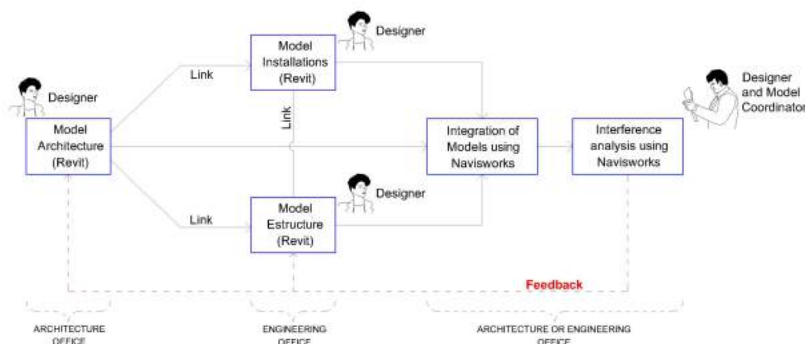 Model
Installations
(Revit)
Designer
Link
Designer
Designer
and Model
Coordinator
Model
Architecture
(Revit)
Link
Integration of
Models using
Navisworks
Interference
analysis using
Navisworks
Link
Model
Estructure
(Revit)
Designer
Feedback
ARCHITECTURE
OFFICE
ENGINEERING
OFFICE
ARCHITECTURE OR ENGINEERING
OFFICE